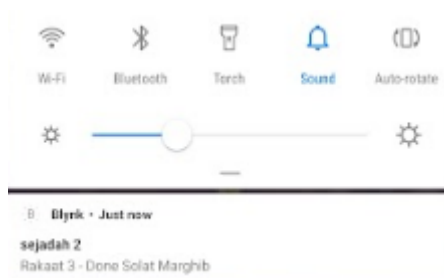 Wi-Fi Bluetooth Torch Sound Auto-rotate
B Blynk • Just now
sejadah 2
Rakaat 3 - Done Solat Marghib